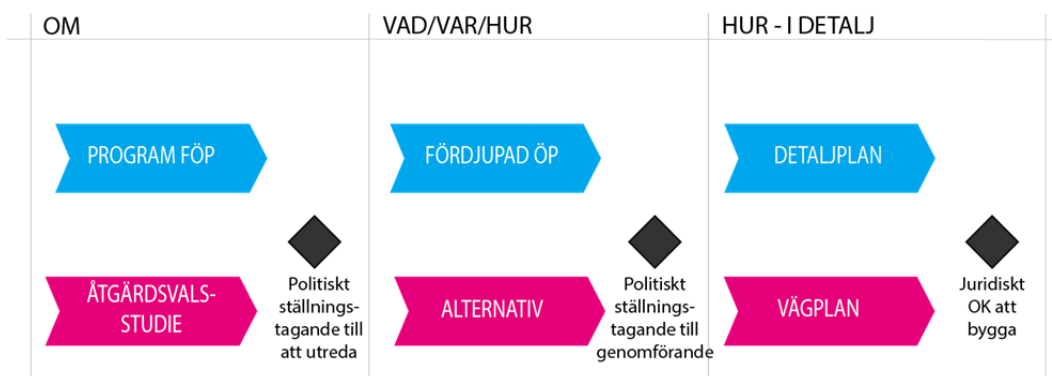 OM
VAD/VAR/HUR
HUR - I DETALJ
PROGRAM FÖP
FÖRDJUPAD ÖP
DETALJPLAN
ÅTGÄRDSVALS-
STUDIE
Politiskt
ställnings-
tagande till
att utreda
ALTERNATIV
Politiskt
ställnings-
tagande till
genomförande
VÄGPLAN
Juridiskt
OK att
bygga